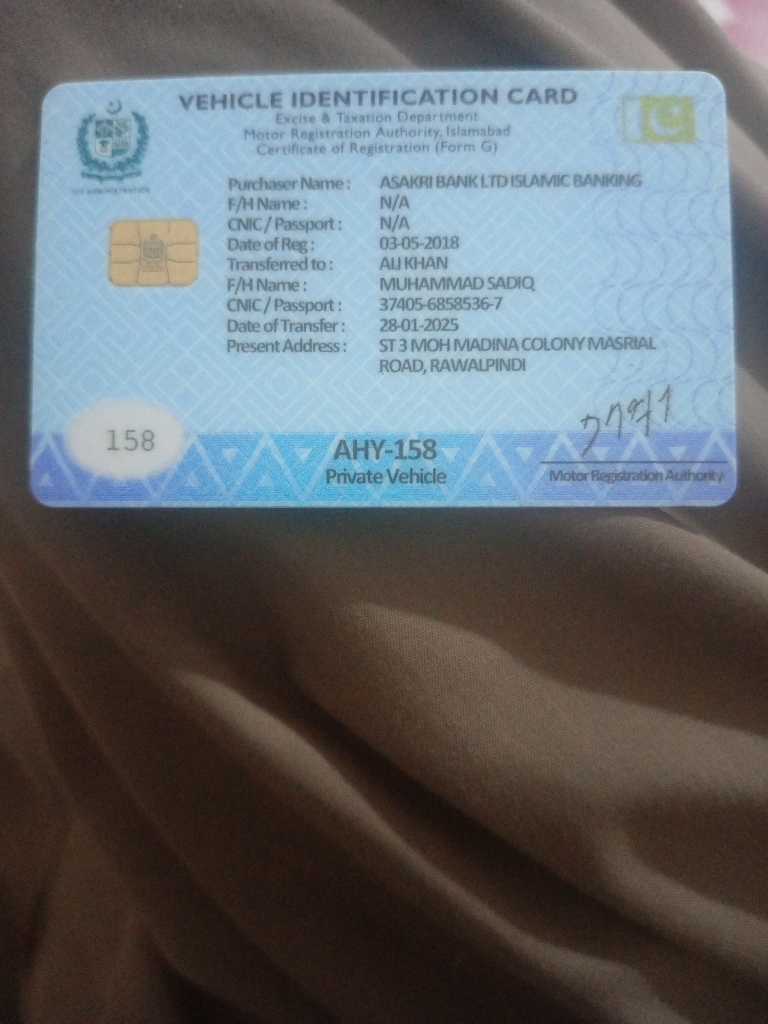 VEHICLE IDENTIFICATION CARD
Excise & Taxation Department
Motor Registration Authority, Islamabad
Certificate of Registration (Form G)
ICT ADMINISTRATION
Purchaser Name : ASAKRI BANK LTD ISLAMIC BANKING
F/H Name : N/A
CNIC / Passport : N/A
Date of Reg : 03-05-2018
Transferred to : ALI KHAN
F/H Name : MUHAMMAD SADIQ
CNIC / Passport : 37405-6858536-7
Date of Transfer : 28-01-2025
Present Address : ST 3 MOH MADINA COLONY MASRIAL
ROAD, RAWALPINDI
158
AHY-158
Private Vehicle
Motor Registration Authority